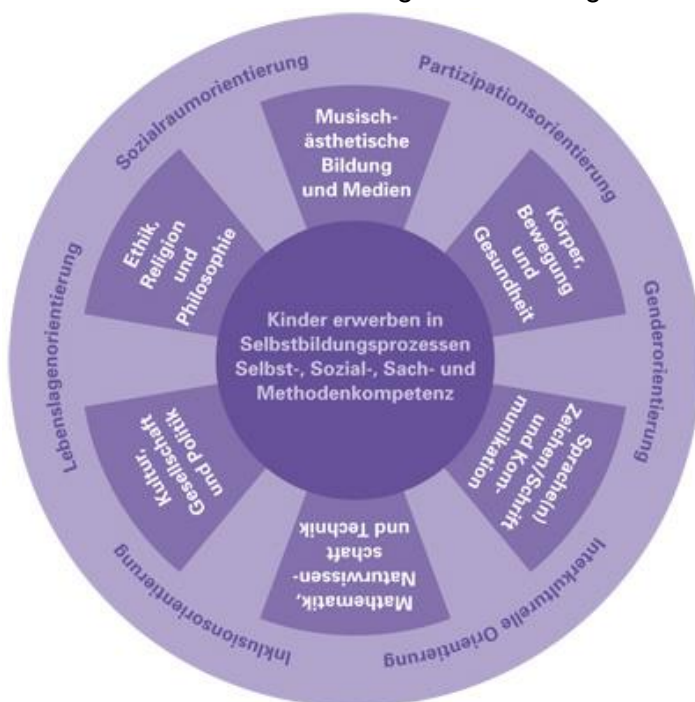 Sozialraumorientierung
Partizipationsorientierung
Genderorientierung
Interkulturelle Orientierung
Inklusionsorientierung
Lebenslagenorientierung
Musisch-
ästhetische
Bildung
und Medien
Körper,
Bewegung
und
Gesundheit
Sprache(n)
Zeichen/Schrift
und Kom-
munikation
Mathematik,
Naturwissen-
schaft
und Technik
Kultur,
Gesellschaft
und Politik
Ethik,
Religion
und
Philosophie
Kinder erwerben in
Selbstbildungsprozessen
Selbst-, Sozial-, Sach- und
Methodenkompetenz